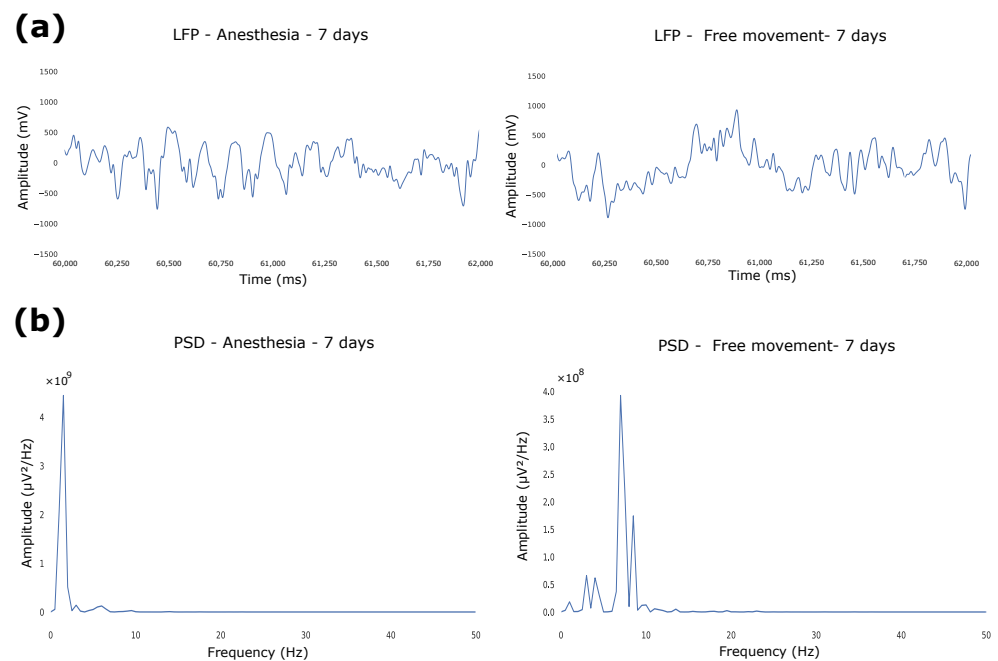 (a)
LFP - Anesthesia - 7 days
1500
1000
500
0
−500
−1000
−1500
Amplitude (mV)
60,000 60,250 60,500 60,750 61,000 61,250 61,500 61,750 62,000
Time (ms)
LFP - Free movement- 7 days
1500
1000
500
0
−500
−1000
−1500
Amplitude (mV)
60,000 60,250 60,500 60,750 61,000 61,250 61,500 61,750 62,000
Time (ms)
(b)
PSD - Anesthesia - 7 days
×10⁹
4
3
2
1
0
Amplitude (μV²/Hz)
0 10 20 30 40 50
Frequency (Hz)
PSD - Free movement- 7 days
×10⁸
4.0
3.5
3.0
2.5
2.0
1.5
1.0
0.5
0.0
Amplitude (μV²/Hz)
0 10 20 30 40 50
Frequency (Hz)